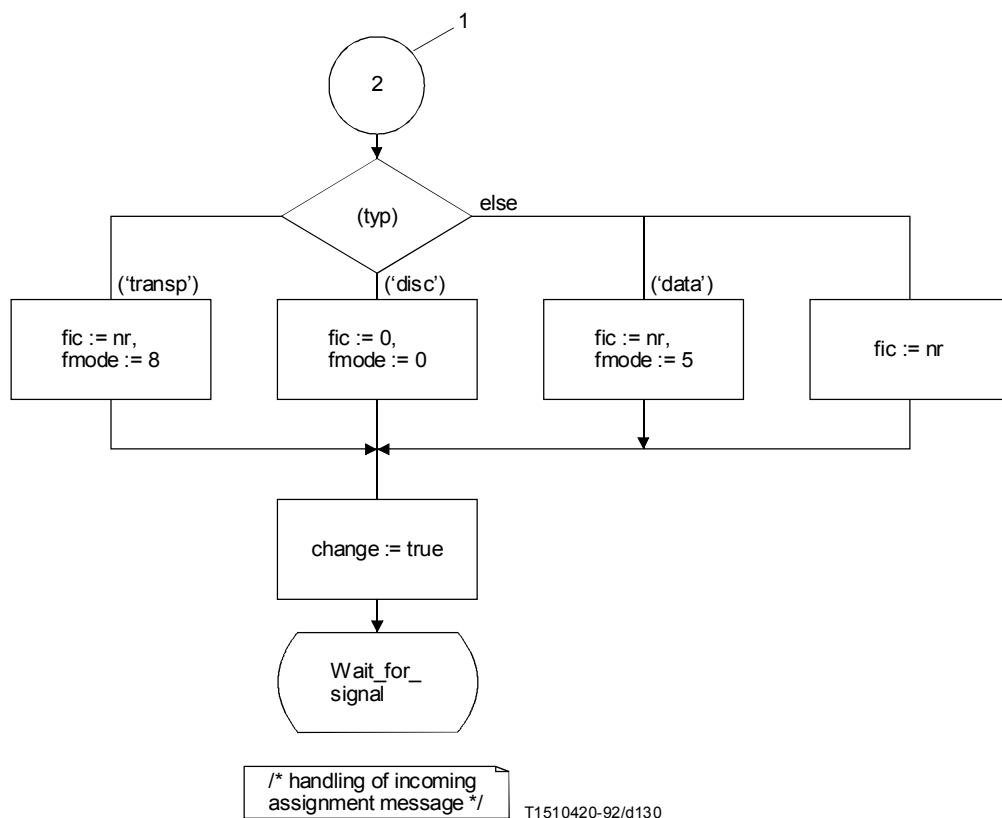 1
2
(typ)
else
(‘transp’)
(‘disc’)
(‘data’)
fic := nr,
fmode := 8
fic := 0,
fmode := 0
fic := nr,
fmode := 5
fic := nr
change := true
Wait_for_
signal
/* handling of incoming
assignment message */
T1510420-92/d130